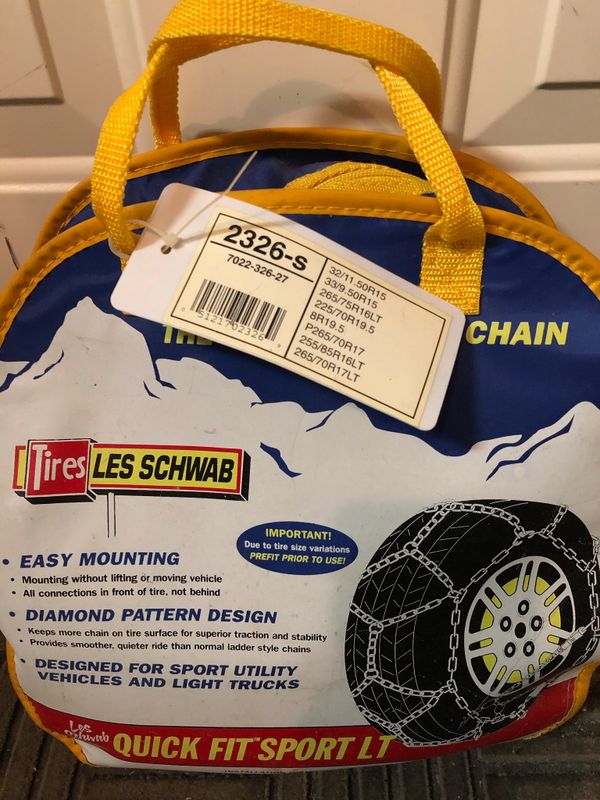 2326-S
7022-326-27
5121702326
32/11.50R15
33/9.50R15
265/75R16LT
225/70R19.5
8R19.5
P265/70R17
255/85R16LT
265/70R17LT
CHAIN
Tires LES SCHWAB
IMPORTANT!
Due to tire size variations
PREFIT PRIOR TO USE!
• EASY MOUNTING
• Mounting without lifting or moving vehicle
• All connections in front of tire, not behind
• DIAMOND PATTERN DESIGN
• Keeps more chain on tire surface for superior traction and stability
• Provides smoother, quieter ride than normal ladder style chains
• DESIGNED FOR SPORT UTILITY
VEHICLES AND LIGHT TRUCKS
Les Schwab QUICK FIT™ SPORT LT